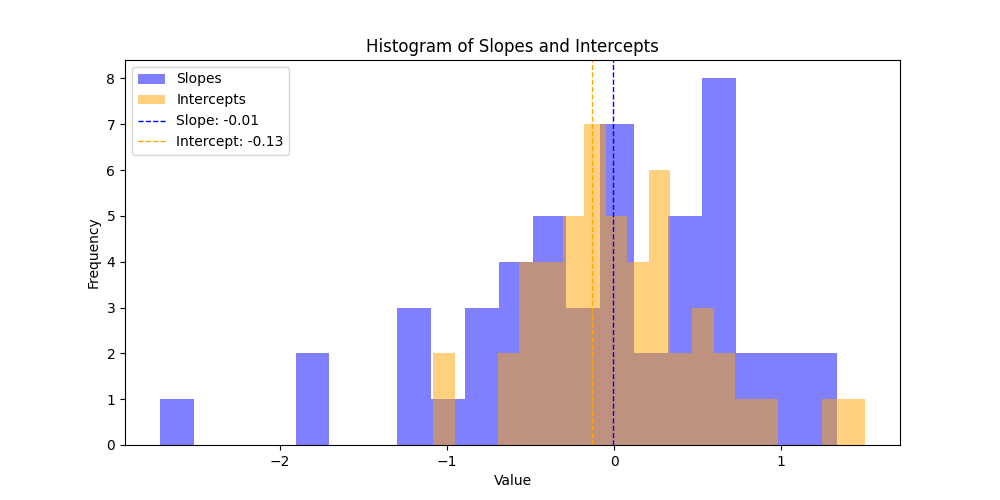 Histogram of Slopes and Intercepts
Slopes
Intercepts
Slope: -0.01
Intercept: -0.13
8
7
6
5
4
3
2
1
0
Frequency
−2
−1
0
1
Value